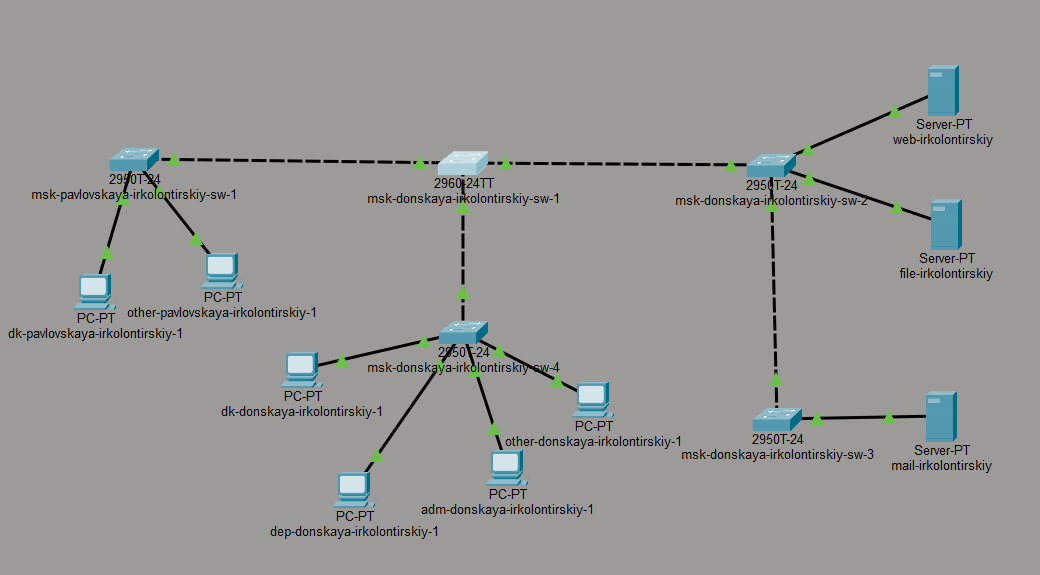 Server-PT
web-irkolontirskiy
2950T-24
msk-pavlovskaya-irkolontirskiy-sw-1
2960-24TT
msk-donskaya-irkolontirskiy-sw-1
2950T-24
msk-donskaya-irkolontirskiy-sw-2
Server-PT
file-irkolontirskiy
PC-PT
other-pavlovskaya-irkolontirskiy-1
PC-PT
dk-pavlovskaya-irkolontirskiy-1
2950T-24
msk-donskaya-irkolontirskiy-sw-4
PC-PT
dk-donskaya-irkolontirskiy-1
PC-PT
other-donskaya-irkolontirskiy-1
2950T-24
msk-donskaya-irkolontirskiy-sw-3
Server-PT
mail-irkolontirskiy
PC-PT
adm-donskaya-irkolontirskiy-1
PC-PT
dep-donskaya-irkolontirskiy-1